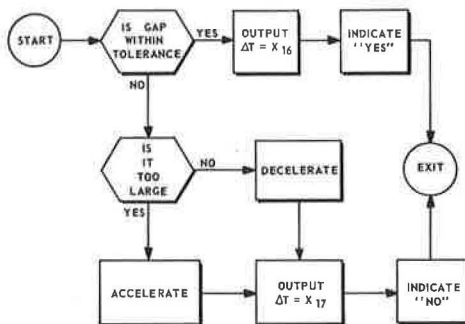 START
IS GAP
WITHIN
TOLERANCE
YES
OUTPUT
ΔT = X16
INDICATE
"YES"
NO
IS
IT
TOO
LARGE
NO
DECELERATE
EXIT
YES
ACCELERATE
OUTPUT
ΔT = X17
INDICATE
"NO"